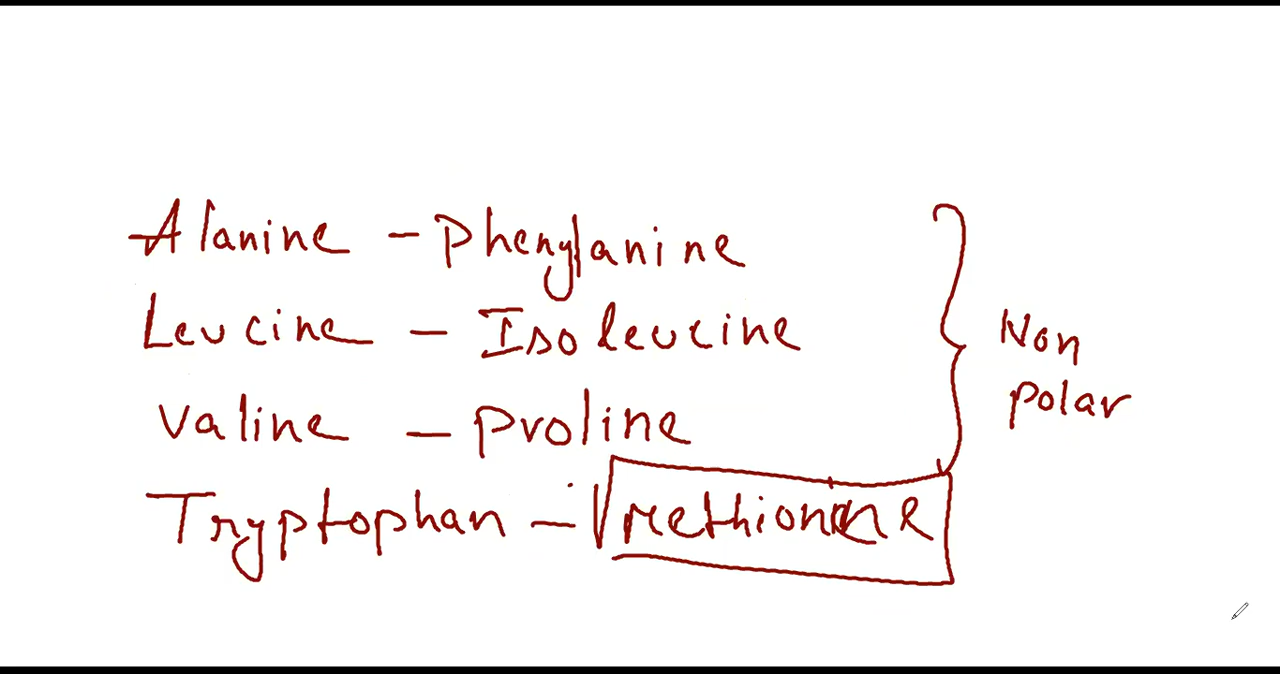 Alanine - Phenylanine
Leucine - Isoleucine
Valine - Proline
Tryptophan - Methionine
Non
polar